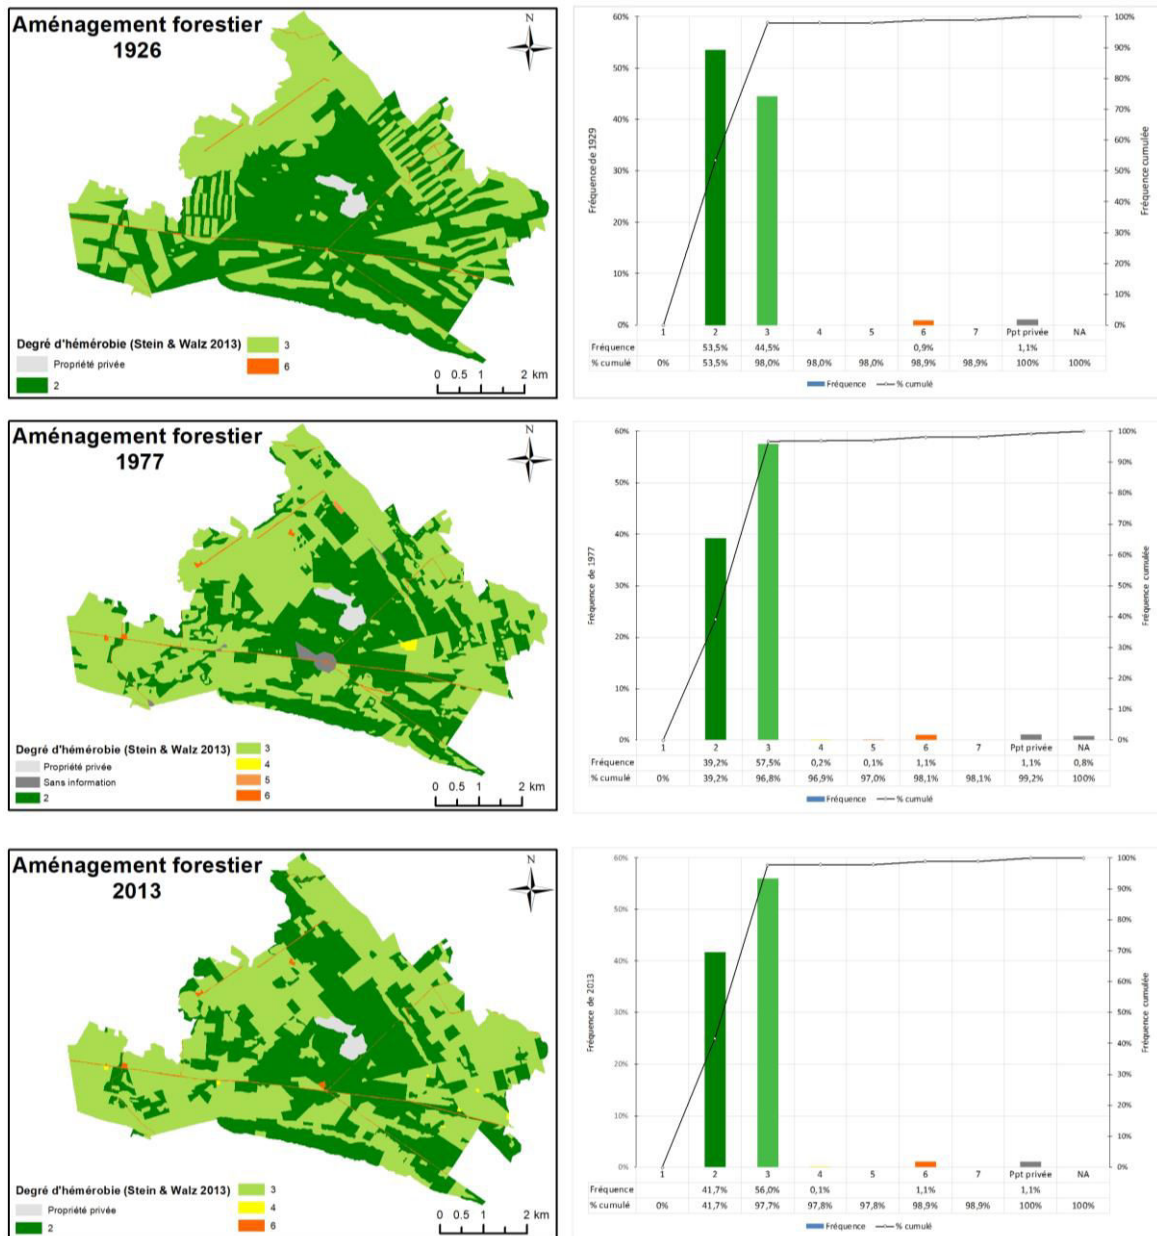 Aménagement forestier
1926
N
Degré d'hémérobie (Stein & Walz 2013)
Propriété privée
2
3
6
0 0.5 1 2 km
60%
50%
40%
30%
20%
10%
0%
Fréquence de 1929
100%
90%
80%
70%
60%
50%
40%
30%
20%
10%
0%
Fréquence cumulée
1 2 3 4 5 6 7 Ppt privée NA
Fréquence 53,5% 44,5% 0,9% 1,1%
% cumulé 0% 53,5% 98,0% 98,0% 98,0% 98,9% 98,9% 100% 100%
Fréquence % cumulé
Aménagement forestier
1977
N
Degré d'hémérobie (Stein & Walz 2013)
Propriété privée
Sans information
2
3
4
5
6
0 0.5 1 2 km
60%
50%
40%
30%
20%
10%
0%
Fréquence de 1977
100%
90%
80%
70%
60%
50%
40%
30%
20%
10%
0%
Fréquence cumulée
1 2 3 4 5 6 7 Ppt privée NA
Fréquence 39,2% 57,5% 0,2% 0,1% 1,1% 1,1% 0,8%
% cumulé 0% 39,2% 96,8% 96,9% 97,0% 98,1% 98,1% 99,2% 100%
Fréquence % cumulé
Aménagement forestier
2013
N
Degré d'hémérobie (Stein & Walz 2013)
Propriété privée
2
3
4
6
0 0.5 1 2 km
60%
50%
40%
30%
20%
10%
0%
Fréquence de 2013
100%
90%
80%
70%
60%
50%
40%
30%
20%
10%
0%
Fréquence cumulée
1 2 3 4 5 6 7 Ppt privée NA
Fréquence 41,7% 56,0% 0,1% 1,1% 1,1%
% cumulé 0% 41,7% 97,7% 97,8% 97,8% 98,9% 98,9% 100% 100%
Fréquence % cumulé